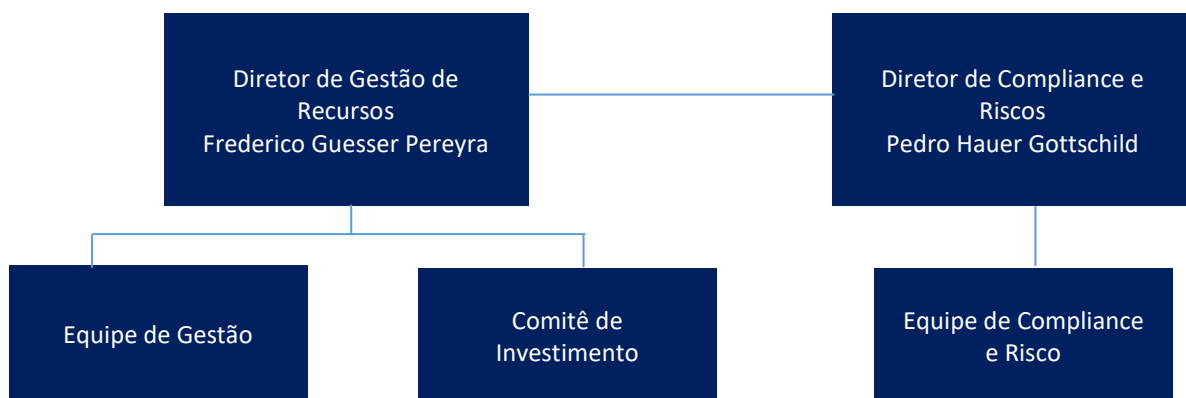 Diretor de Gestão de
Recursos
Frederico Guesser Pereyra
Diretor de Compliance e
Riscos
Pedro Hauer Gottschild
Equipe de Gestão
Comitê de
Investimento
Equipe de Compliance
e Risco